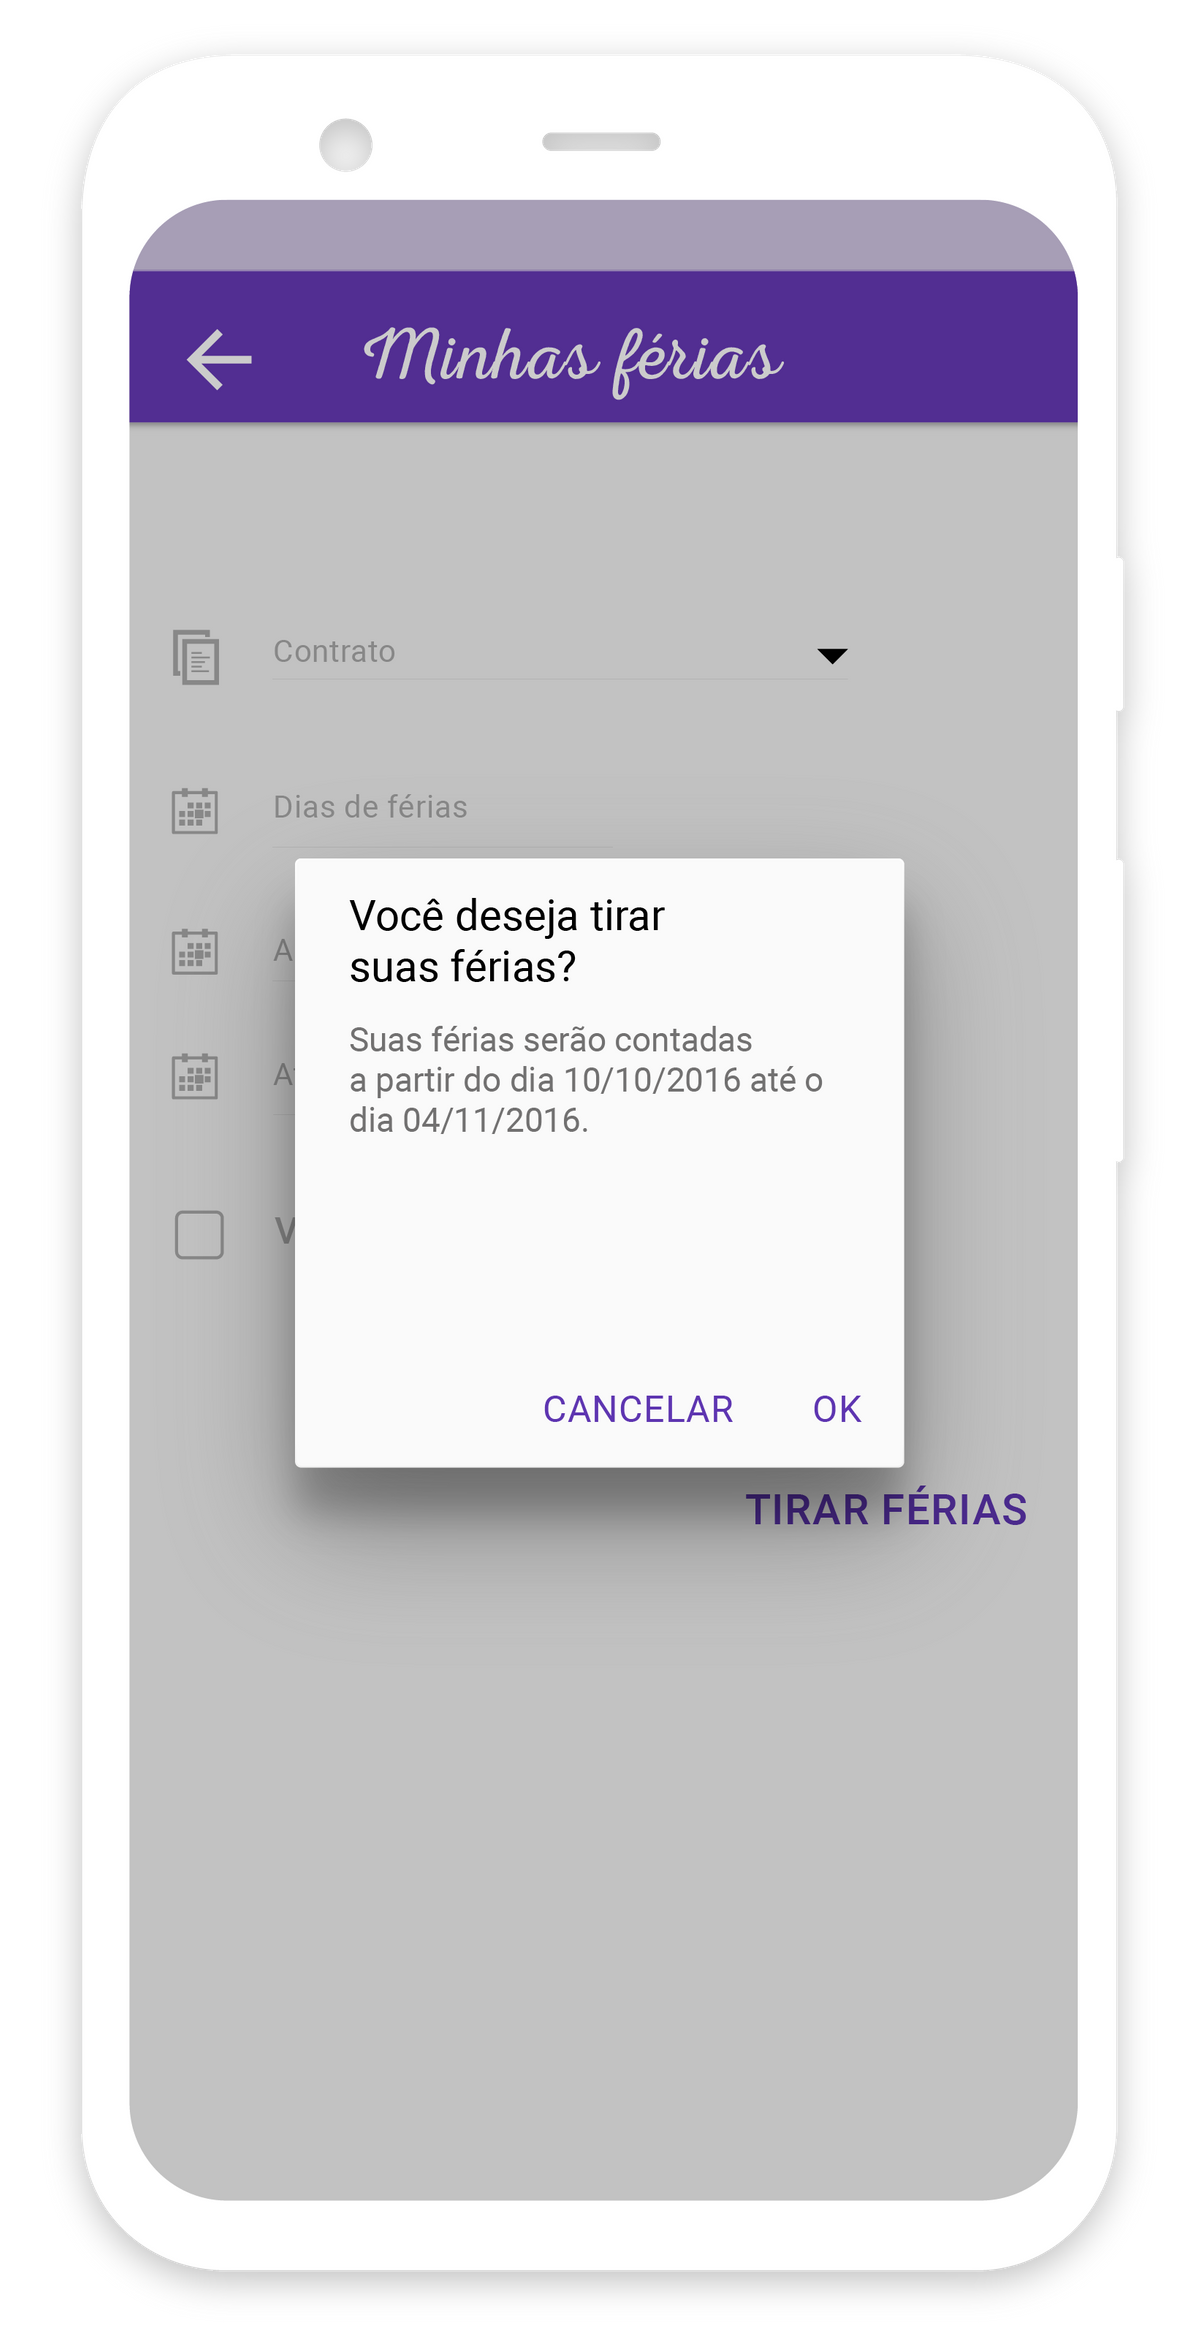 Minhas férias
Contrato
Dias de férias
Você deseja tirar
suas férias?
Suas férias serão contadas
a partir do dia 10/10/2016 até o
dia 04/11/2016.
CANCELAR OK
TIRAR FÉRIAS